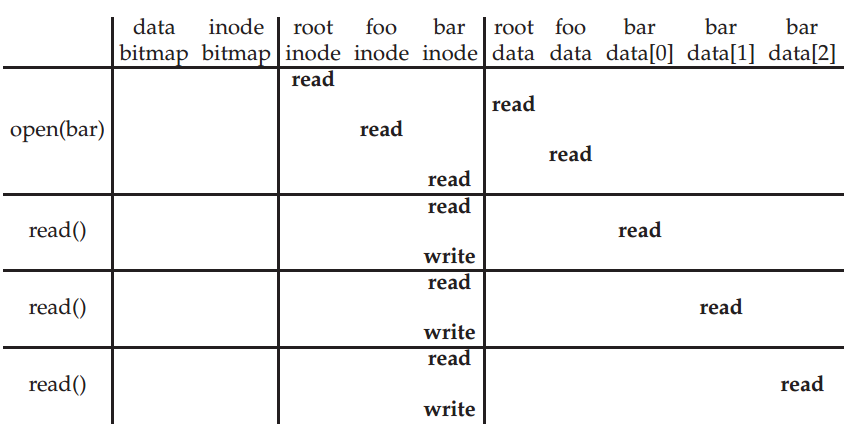 data inode root foo bar root foo bar bar bar
bitmap bitmap inode inode inode data data data[0] data[1] data[2]
read
read
open(bar) read
read
read
read
read() read
write
read
read() read
write
read
read() read
write